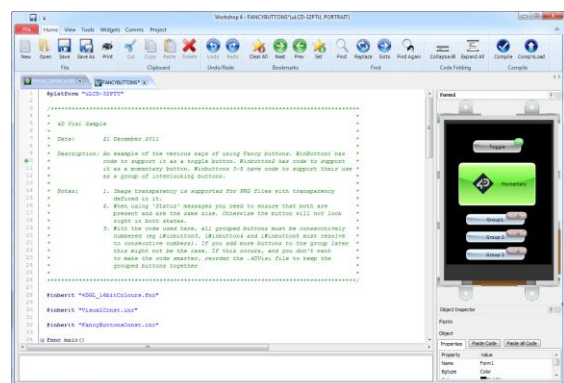 Workshop 4 - FANCYBUTTONS*(uLCD-32PTU, PORTRAIT)
File Home View Tools Widgets Comms Project
New Open Save Save As Print Cut Copy Paste Delete Undo Redo Clear All Next Prev Set Find Replace Goto Find Again Collapse All Expand All Compile Comp'nLoad
File Clipboard Undo/Redo Bookmarks Find Code Folding Compile
FANCYBUTTONS*
#platform "uLCD-32PTU"
4D Visi Sample
Date: December 2011
Description: An example of the various ways of using Fancy buttons. WinButton1 has
code to support it as a toggle button. Winbutton2 has code to support
it as a momentary button. Winbuttons 3-5 have code to support their use
as a group of interlocking buttons.
Notes: 1. Image transparency is supported for PNG files with transparency
defined in it.
2. When using 'Status' messages you need to ensure that both are
present and are the same size. Otherwise the button will not look
right in both states.
3. With the code used here, all grouped buttons must be consecutively
numbered (eg iWinbutton3, iWinbutton4 and iWinbutton5 must resolve
to consecutive numbers). If you add more buttons to the group later
this might not be the case. If this occurs, and you don't want
to make the code smarter, reorder the .4DVisi file to keep the
grouped buttons together
#inherit "4DGL_16bitColours.fnc"
#inherit "VisualConst.inc"
#inherit "FancyButtonsConst.inc"
func main()
Form1
Toggle
Momentary
Group 1
Group 2
Group 3
Object Inspector
Form
Object
Properties Paste Code Paste all Code
Property Value
Name Form1
Bgtype Color